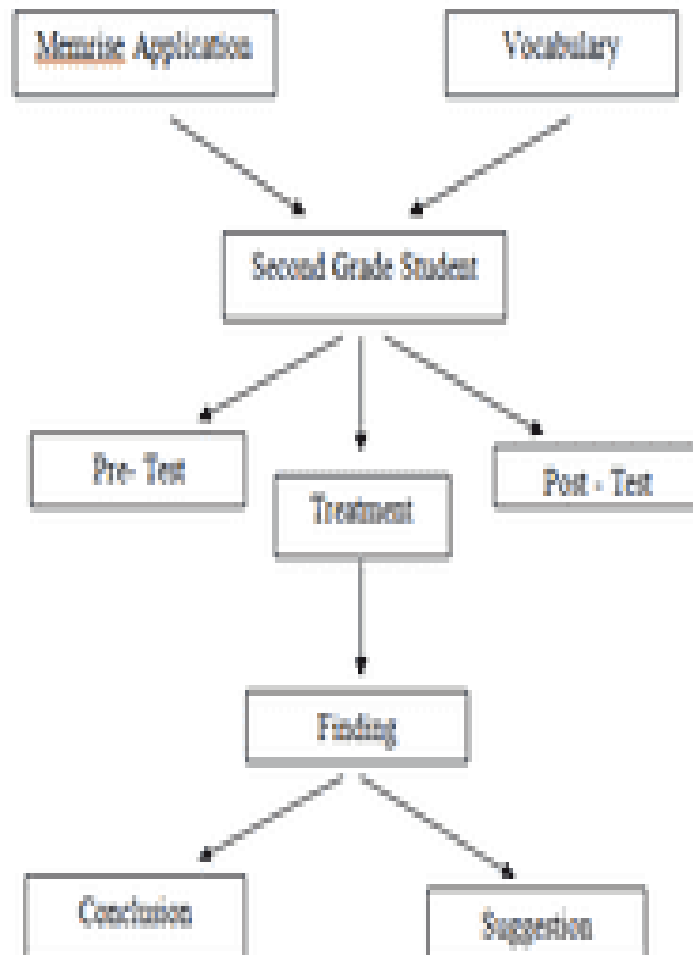 Memrise Application
Vocabulary
Second Grade Student
Pre- Test
Post - Test
Treatment
Finding
Conclusion
Suggestion